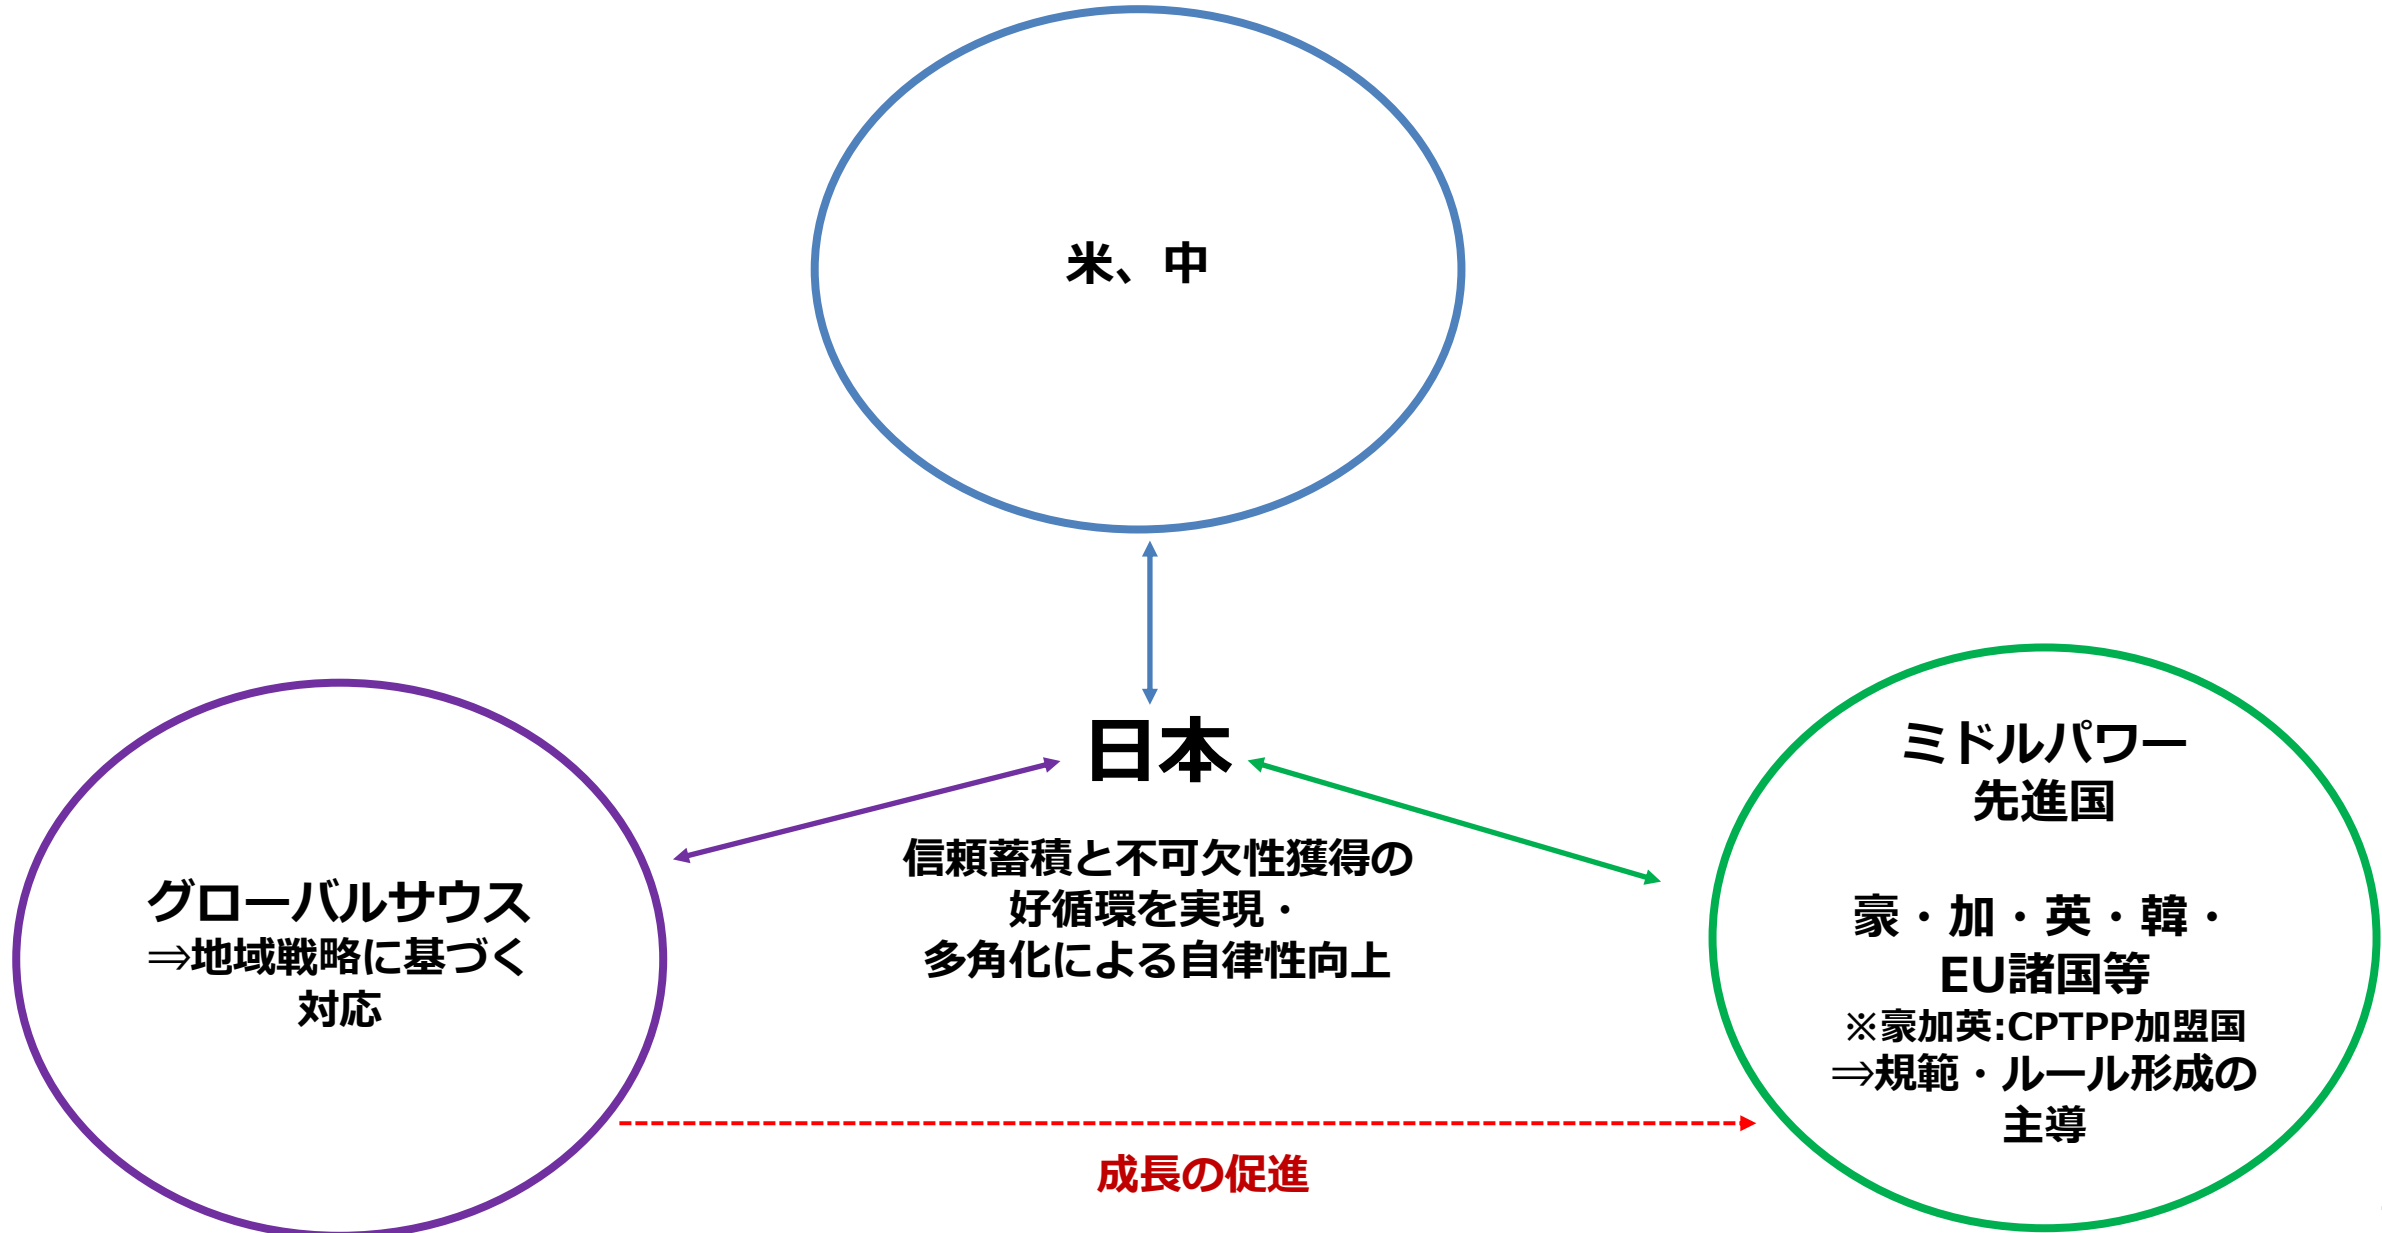 米、中
日本
信頼蓄積と不可欠性獲得の
好循環を実現・
多角化による自律性向上
グローバルサウス
⇒地域戦略に基づく
対応
ミドルパワー
先進国
豪・加・英・韓・
EU諸国等
※豪加英:CPTPP加盟国
⇒規範・ルール形成の
主導
成長の促進